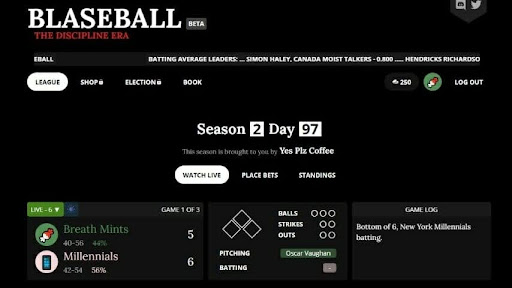 BLASEBALL BETA
THE DISCIPLINE ERA
EBALL BATTING AVERAGE LEADERS: ... SIMON HALEY, CANADA MOIST TALKERS - 0.800 ..... HENDRICKS RICHARDSO
LEAGUE SHOP ELECTION BOOK 250 LOG OUT
Season 2 Day 97
This season is brought to you by Yes Plz Coffee
WATCH LIVE PLACE BETS STANDINGS
LIVE - 6 ▼ GAME 1 OF 3
Breath Mints 5
40-56 44%
Millennials 6
42-54 56%
BALLS
STRIKES
OUTS
PITCHING Oscar Vaughan
BATTING -
GAME LOG
Bottom of 6, New York Millennials
batting.